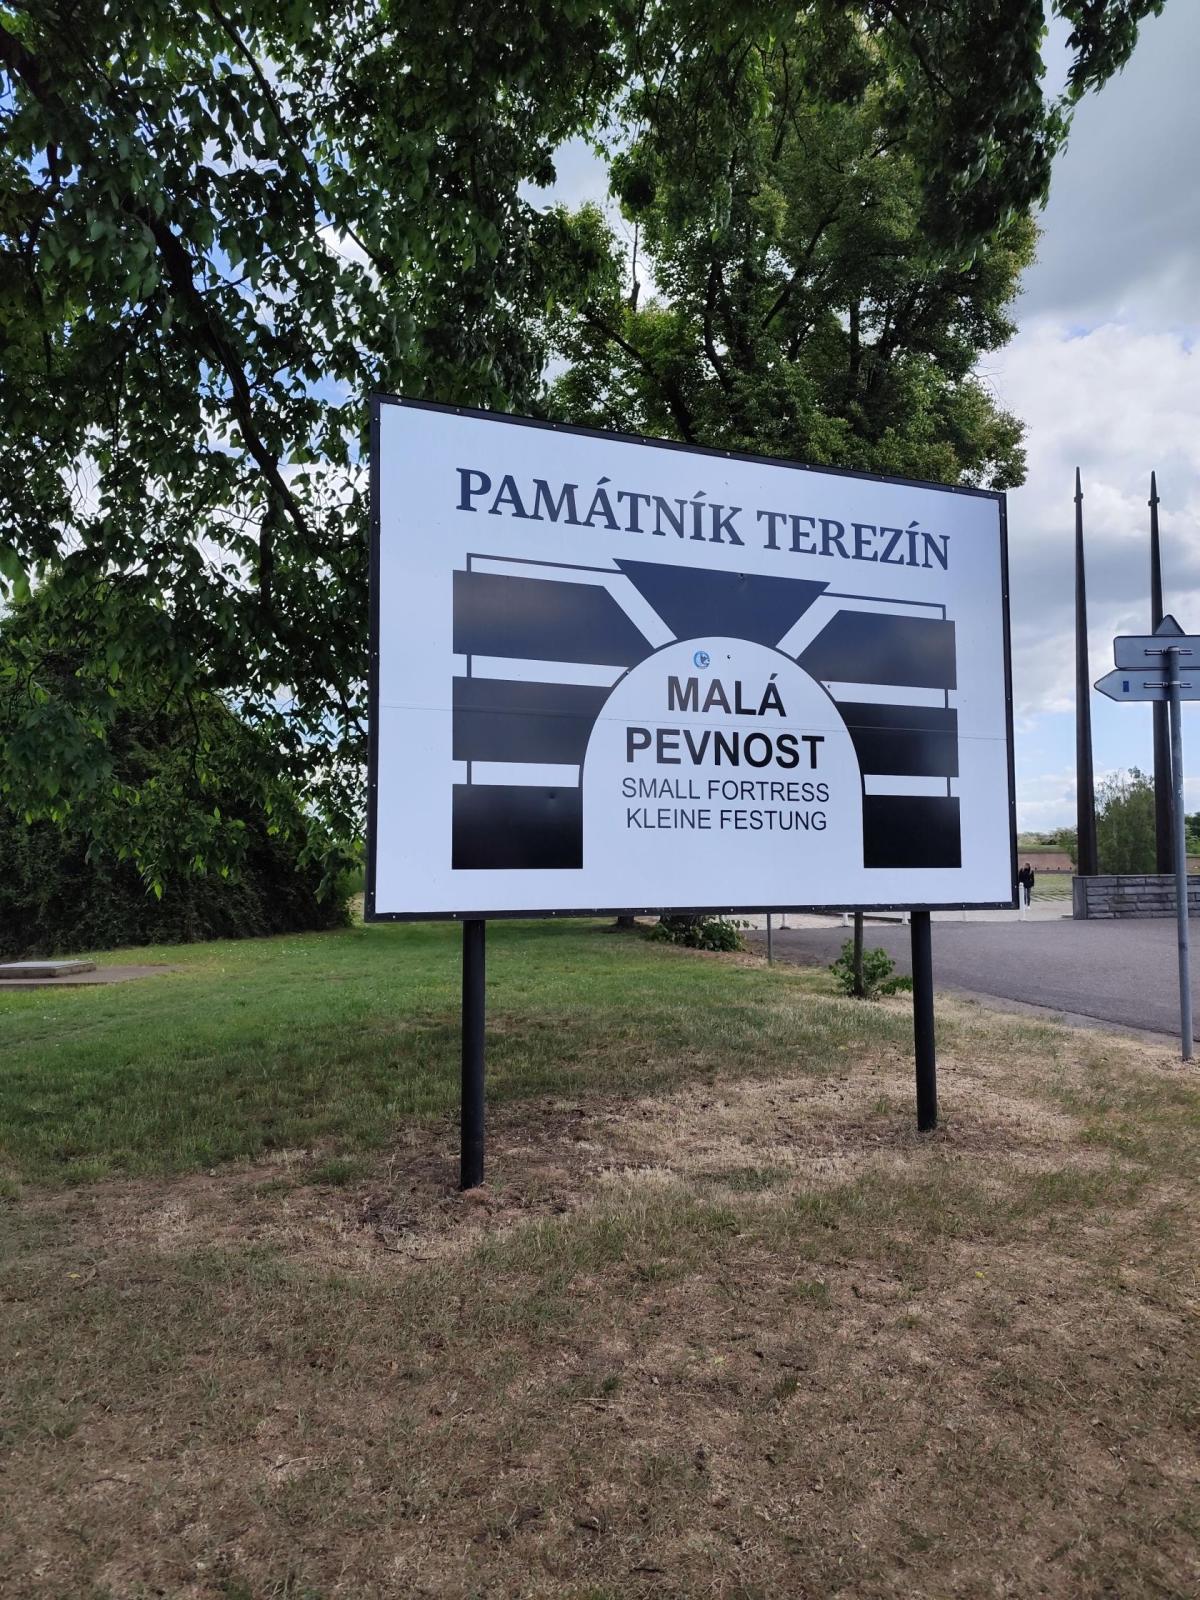 PAMÁTNÍK TEREZÍN
MALÁ
PEVNOST
SMALL FORTRESS
KLEINE FESTUNG